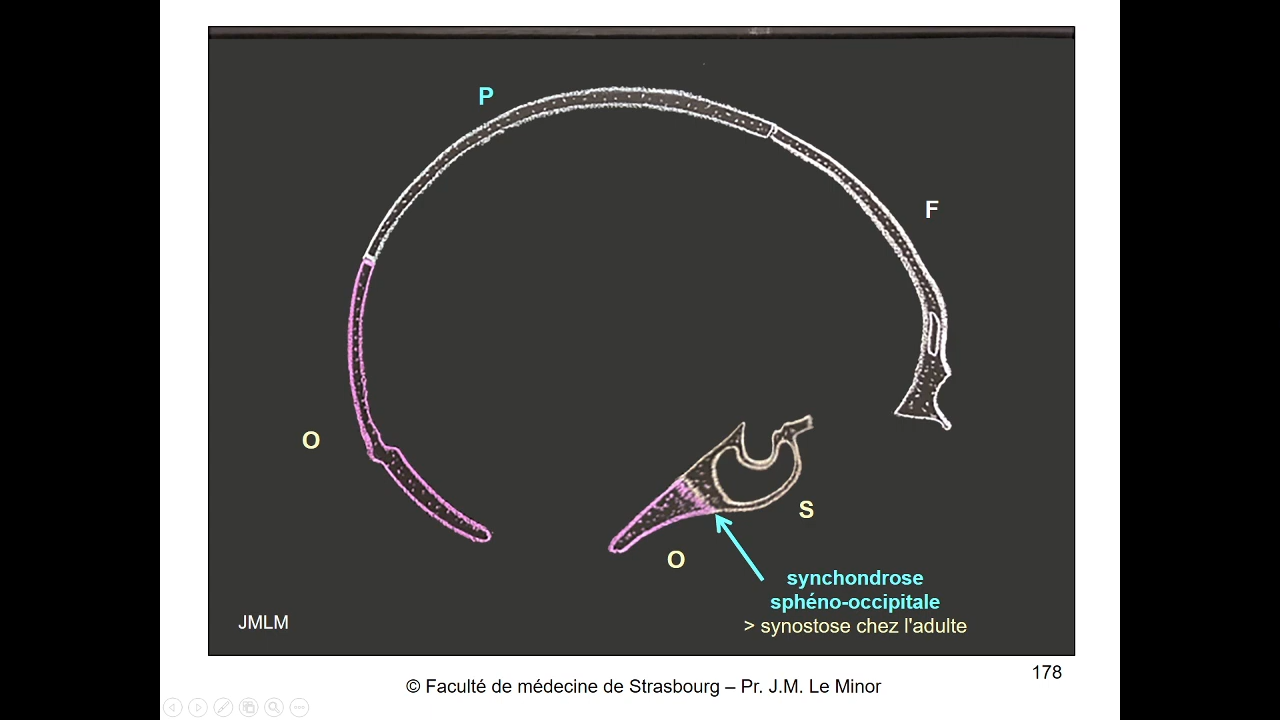 P
F
O
S
O
synchondrose
sphéno-occipitale
> synostose chez l'adulte
JMLM
178
© Faculté de médecine de Strasbourg – Pr. J.M. Le Minor